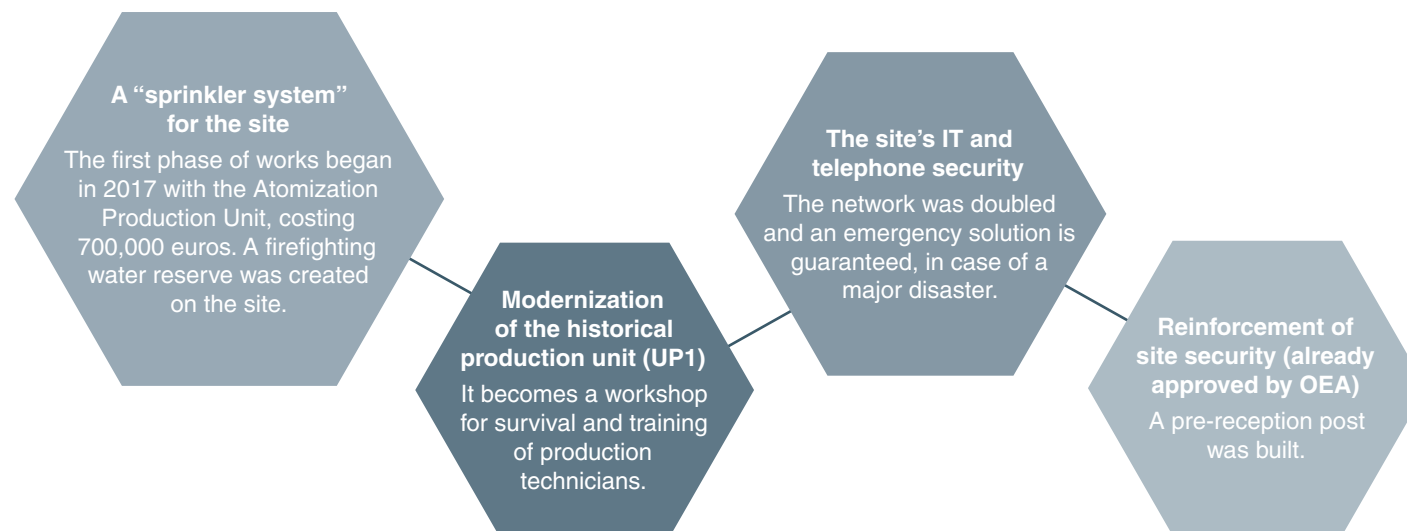 A “sprinkler system”
for the site
The first phase of works began
in 2017 with the Atomization
Production Unit, costing
700,000 euros. A firefighting
water reserve was created
on the site.
Modernization
of the historical
production unit (UP1)
It becomes a workshop
for survival and training
of production
technicians.
The site’s IT and
telephone security
The network was doubled
and an emergency solution is
guaranteed, in case of a
major disaster.
Reinforcement of
site security (already
approved by OEA)
A pre-reception post
was built.